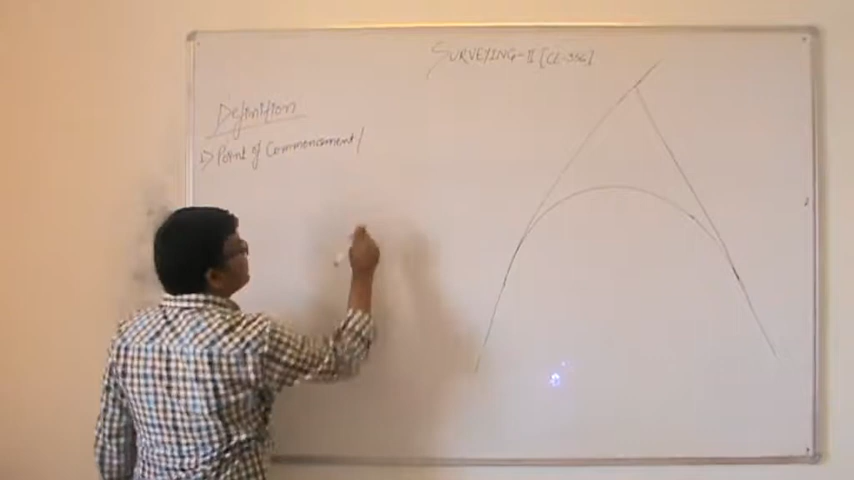 SURVEYING-II [CE-356]
Definition
1> Point of Commencement/